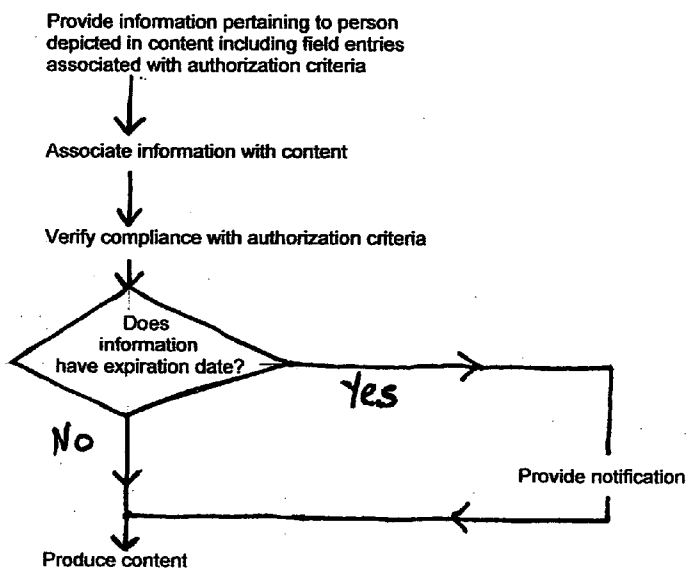 Provide information pertaining to person
depicted in content including field entries
associated with authorization criteria
Associate information with content
Verify compliance with authorization criteria
Does
information
have expiration date?
Yes
No
Provide notification
Produce content